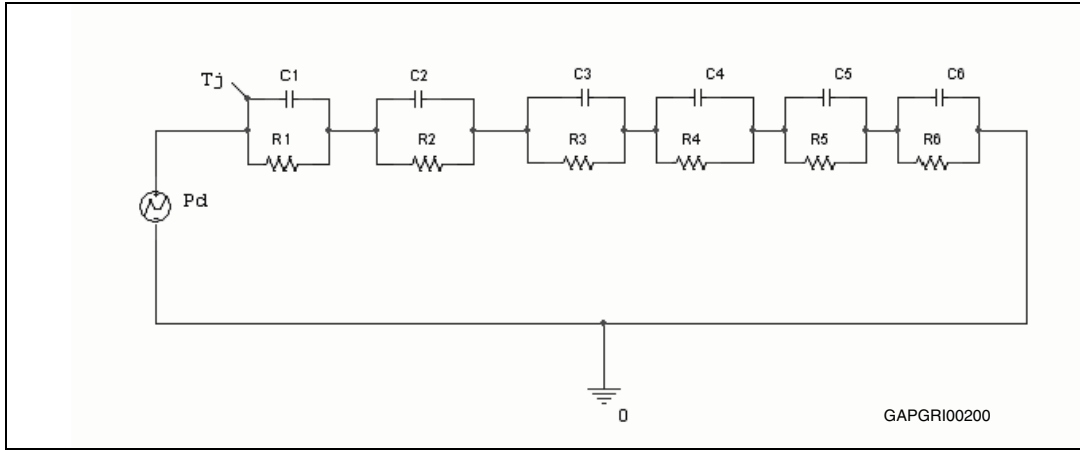 Tj C1 C2 C3 C4 C5 C6
R1 R2 R3 R4 R5 R6
Pd
0
GAPGRI00200